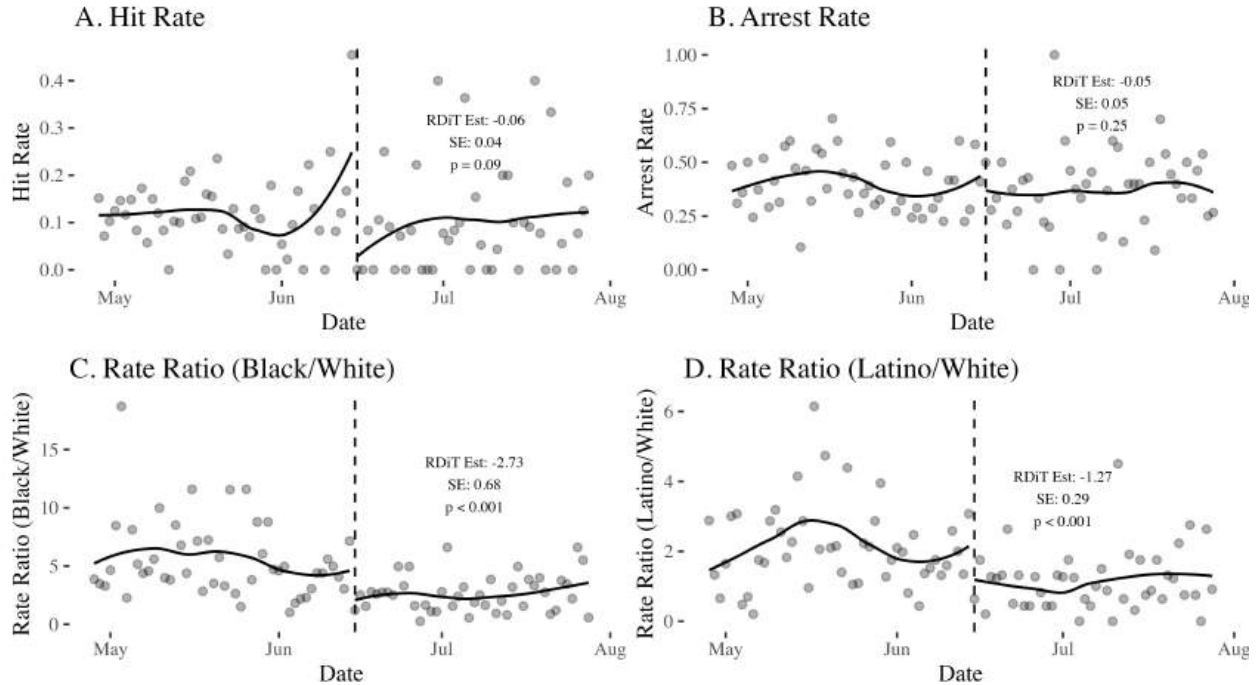 A. Hit Rate
Hit Rate
0.4
0.3
0.2
0.1
0.0
RDiT Est: -0.06
SE: 0.04
p = 0.09
May
Jun
Jul
Aug
Date
B. Arrest Rate
Arrest Rate
1.00
0.75
0.50
0.25
0.00
RDiT Est: -0.05
SE: 0.05
p = 0.25
May
Jun
Jul
Aug
Date
C. Rate Ratio (Black/White)
Rate Ratio (Black/White)
15
10
5
0
RDiT Est: -2.73
SE: 0.68
p < 0.001
May
Jun
Jul
Aug
Date
D. Rate Ratio (Latino/White)
Rate Ratio (Latino/White)
6
4
2
0
RDiT Est: -1.27
SE: 0.29
p < 0.001
May
Jun
Jul
Aug
Date